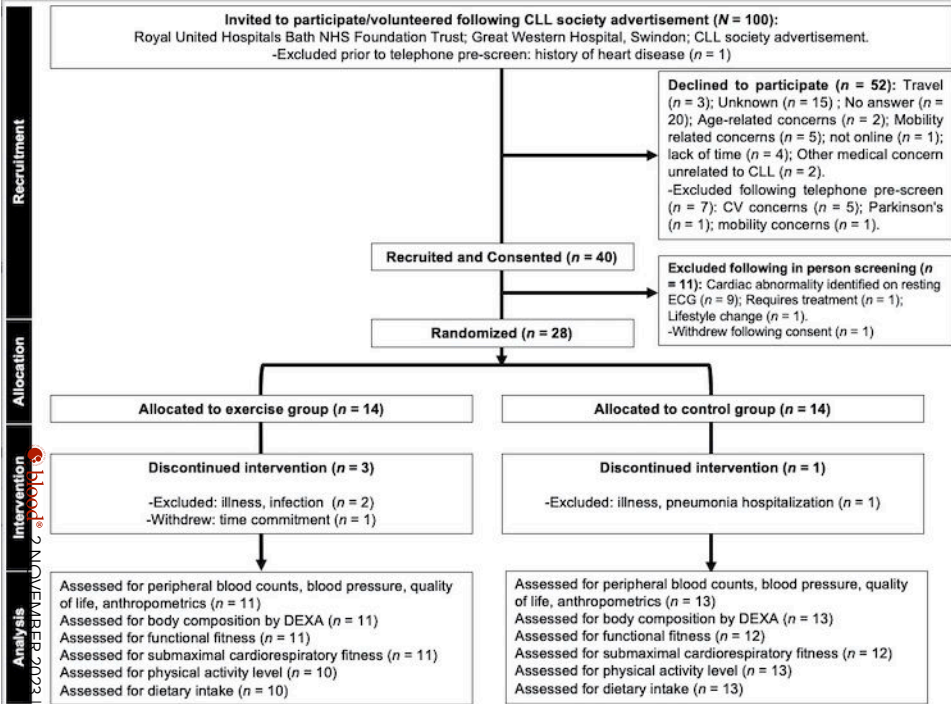 Invited to participate/volunteered following CLL society advertisement (N = 100):
Royal United Hospitals Bath NHS Foundation Trust; Great Western Hospital, Swindon; CLL society advertisement.
-Excluded prior to telephone pre-screen: history of heart disease (n = 1)
Recruitment
Declined to participate (n = 52): Travel
(n = 3); Unknown (n = 15) ; No answer (n =
20); Age-related concerns (n = 2); Mobility
related concerns (n = 5); not online (n = 1);
lack of time (n = 4); Other medical concern
unrelated to CLL (n = 2).
-Excluded following telephone pre-screen
(n = 7): CV concerns (n = 5); Parkinson's
(n = 1); mobility concerns (n = 1).
Recruited and Consented (n = 40)
Excluded following in person screening (n
= 11): Cardiac abnormality identified on resting
ECG (n = 9); Requires treatment (n = 1);
Lifestyle change (n = 1).
-Withdrew following consent (n = 1)
Randomized (n = 28)
Allocation
Allocated to exercise group (n = 14)
Allocated to control group (n = 14)
Intervention
Discontinued intervention (n = 3)
-Excluded: illness, infection (n = 2)
-Withdrew: time commitment (n = 1)
Discontinued intervention (n = 1)
-Excluded: illness, pneumonia hospitalization (n = 1)
blood® 2 NOVEMBER 2023 |
Analysis
Assessed for peripheral blood counts, blood pressure, quality
of life, anthropometrics (n = 11)
Assessed for body composition by DEXA (n = 11)
Assessed for functional fitness (n = 11)
Assessed for submaximal cardiorespiratory fitness (n = 11)
Assessed for physical activity level (n = 10)
Assessed for dietary intake (n = 10)
Assessed for peripheral blood counts, blood pressure, quality
of life, anthropometrics (n = 13)
Assessed for body composition by DEXA (n = 13)
Assessed for functional fitness (n = 12)
Assessed for submaximal cardiorespiratory fitness (n = 12)
Assessed for physical activity level (n = 13)
Assessed for dietary intake (n = 13)